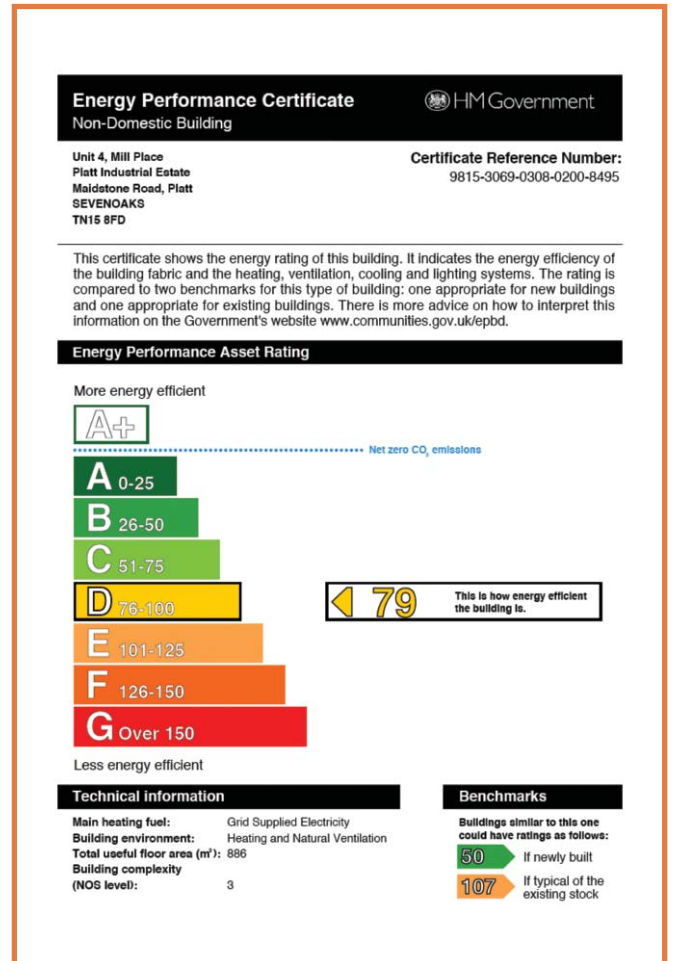 Energy Performance Certificate
Non-Domestic Building
HM Government
Unit 4, Mill Place
Platt Industrial Estate
Maidstone Road, Platt
SEVENOAKS
TN15 8FD
Certificate Reference Number:
9815-3069-0308-0200-8495
This certificate shows the energy rating of this building. It indicates the energy efficiency of
the building fabric and the heating, ventilation, cooling and lighting systems. The rating is
compared to two benchmarks for this type of building: one appropriate for new buildings
and one appropriate for existing buildings. There is more advice on how to interpret this
information on the Government's website www.communities.gov.uk/epbd.
Energy Performance Asset Rating
More energy efficient
A+
Net zero CO₂ emissions
A 0-25
B 26-50
C 51-75
D 76-100
79
This is how energy efficient
the building is.
E 101-125
F 126-150
G Over 150
Less energy efficient
Technical information
Main heating fuel: Grid Supplied Electricity
Building environment: Heating and Natural Ventilation
Total useful floor area (m²): 886
Building complexity
(NOS level): 3
Benchmarks
Buildings similar to this one
could have ratings as follows:
50 If newly built
107 If typical of the
existing stock